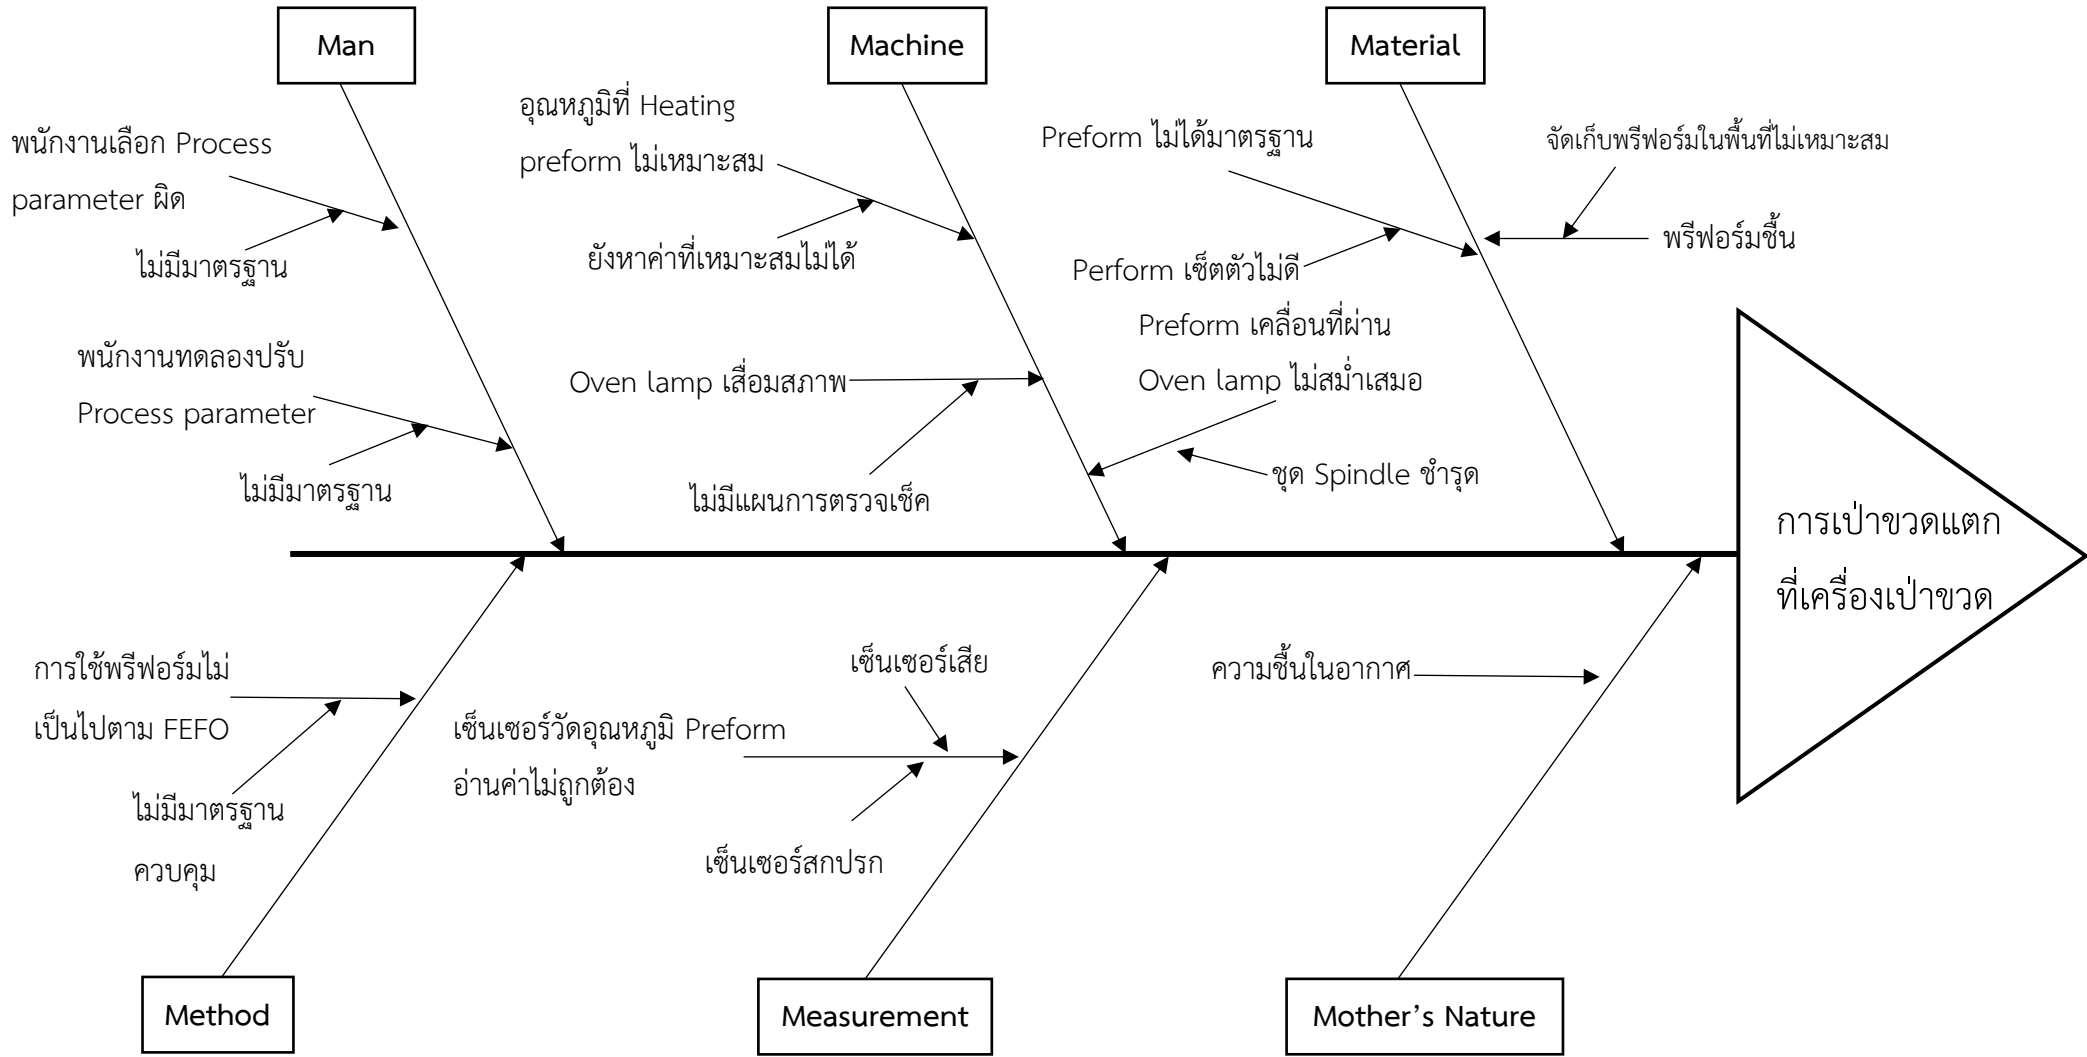 Man
Machine
Material
พนักงานเลือก Process
parameter ผิด
ไม่มีมาตรฐาน
พนักงานทดลองปรับ
Process parameter
ไม่มีมาตรฐาน
อุณหภูมิที่ Heating
preform ไม่เหมาะสม
ยังหาค่าที่เหมาะสมไม่ได้
Oven lamp เสื่อมสภาพ
ไม่มีแผนการตรวจเช็ค
Preform เคลื่อนที่ผ่าน
Oven lamp ไม่สม่ำเสมอ
ชุด Spindle ชำรุด
Preform ไม่ได้มาตรฐาน
Perform เซ็ตตัวไม่ดี
จัดเก็บพรีฟอร์มในพื้นที่ไม่เหมาะสม
พรีฟอร์มชื้น
การเป่าขวดแตก
ที่เครื่องเป่าขวด
การใช้พรีฟอร์มไม่
เป็นไปตาม FEFO
ไม่มีมาตรฐาน
ควบคุม
เซ็นเซอร์เสีย
เซ็นเซอร์วัดอุณหภูมิ Preform
อ่านค่าไม่ถูกต้อง
เซ็นเซอร์สกปรก
ความชื้นในอากาศ
Method
Measurement
Mother’s Nature